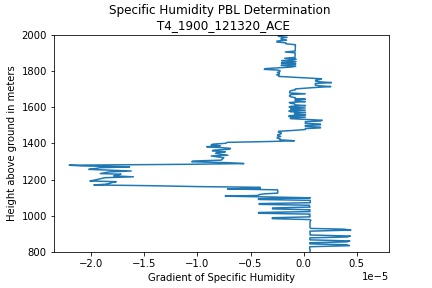 Specific Humidity PBL Determination
T4_1900_121320_ACE
2000
1800
1600
1400
1200
1000
800
Height above ground in meters
−2.0 −1.5 −1.0 −0.5 0.0 0.5
1e−5
Gradient of Specific Humidity